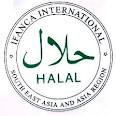 IFANCA INTERNATIONAL
حلال
HALAL
SOUTH EAST ASIA AND ASIA REGION